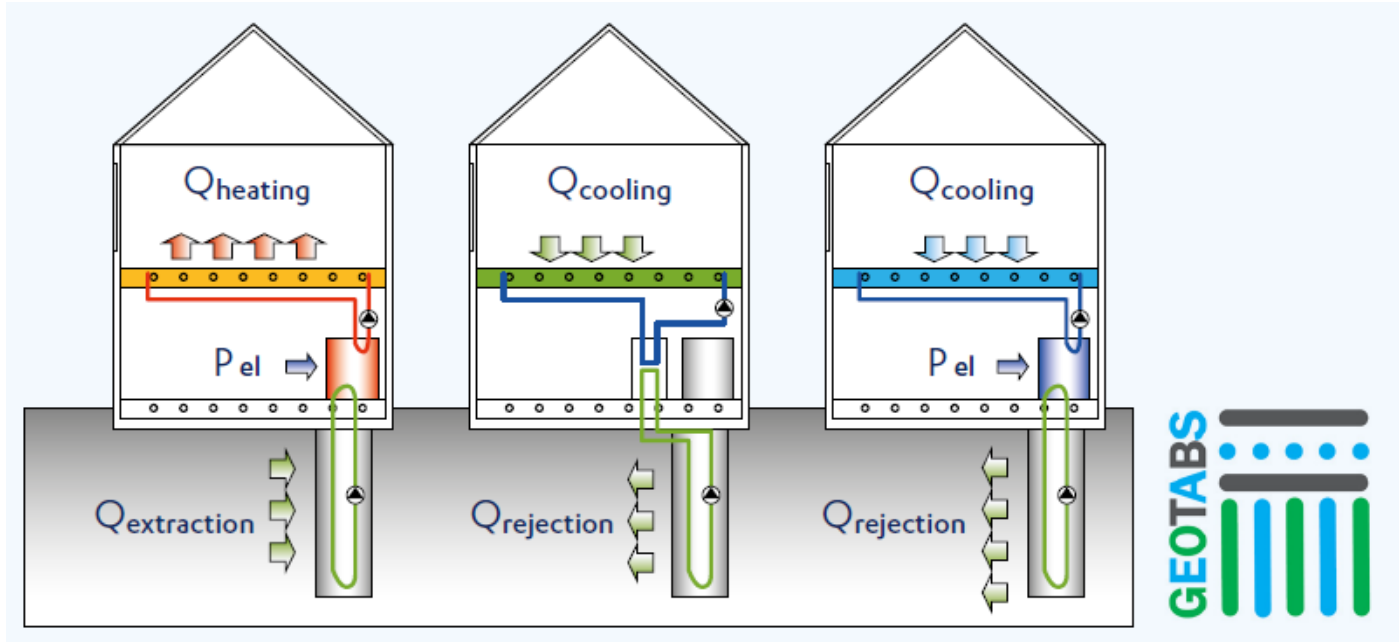 Qheating
Qcooling
Qcooling
Pel
Pel
Qextraction
Qrejection
Qrejection
GEOTABS